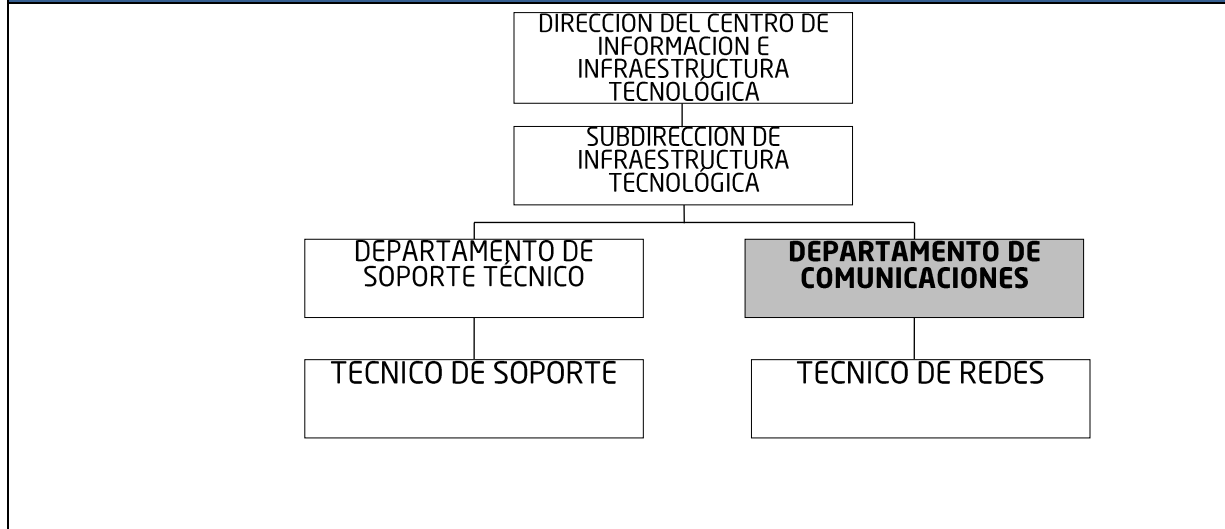 DIRECCION DEL CENTRO DE
INFORMACION E
INFRAESTRUCTURA
TECNOLÓGICA
SUBDIRECCION DE
INFRAESTRUCTURA
TECNOLÓGICA
DEPARTAMENTO DE
SOPORTE TÉCNICO
DEPARTAMENTO DE
COMUNICACIONES
TECNICO DE SOPORTE
TECNICO DE REDES